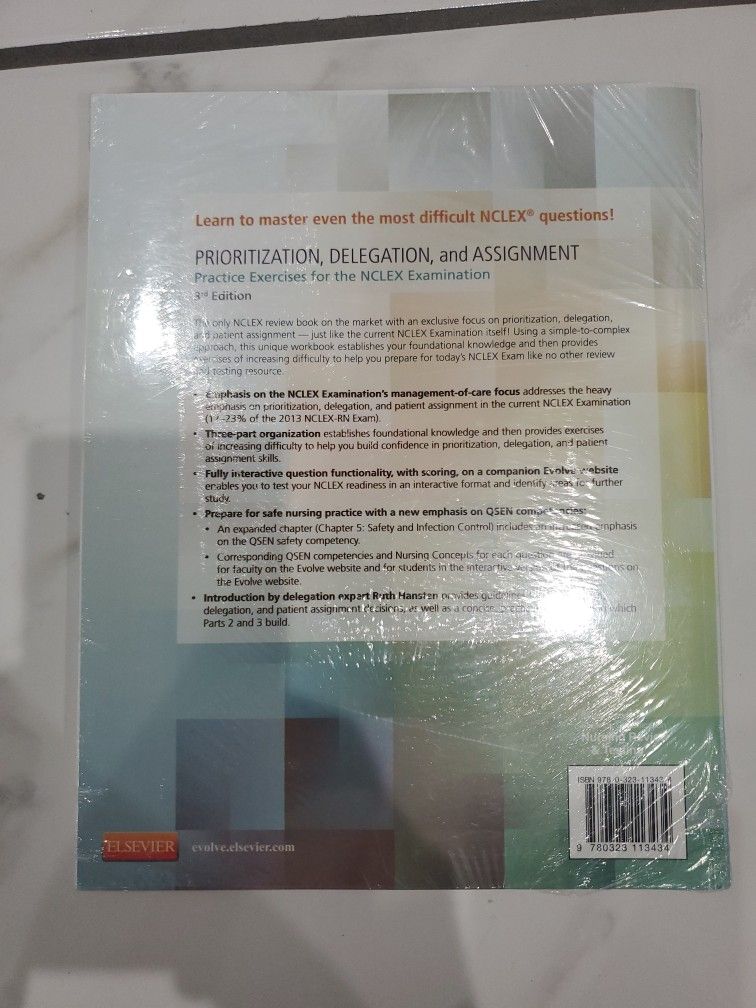 Learn to master even the most difficult NCLEX® questions!
PRIORITIZATION, DELEGATION, and ASSIGNMENT
Practice Exercises for the NCLEX Examination
3rd Edition
The only NCLEX review book on the market with an exclusive focus on prioritization, delegation,
and patient assignment — just like the current NCLEX Examination itself! Using a simple-to-complex
approach, this unique workbook establishes your foundational knowledge and then provides
exercises of increasing difficulty to help you prepare for today's NCLEX Exam like no other review
and testing resource.
• Emphasis on the NCLEX Examination's management-of-care focus addresses the heavy
emphasis on prioritization, delegation, and patient assignment in the current NCLEX Examination
of the 2013 NCLEX-RN Exam).
• Three-part organization establishes foundational knowledge and then provides exercises
of increasing difficulty to help you build confidence in prioritization, delegation, and patient
assignment skills.
• Fully interactive question functionality, with scoring, on a companion Evolve website
enables you to test your NCLEX readiness in an interactive format and identify areas for further
study.
• Prepare for safe nursing practice with a new emphasis on QSEN competencies:
• An expanded chapter (Chapter 5: Safety and Infection Control) includes an emphasis
on the QSEN safety competency.
• Corresponding QSEN competencies and Nursing Concepts for each question are
for faculty on the Evolve website and for students in the interactive version of the questions on
the Evolve website.
• Introduction by delegation expert Ruth Hansten provides guidelines
delegation, and patient assignment decisions, as well as a concise, which
Parts 2 and 3 build.
Nursing
& Testing
ISBN 978-0-323-11343-4
9 780323 113434
ELSEVIER
evolve.elsevier.com